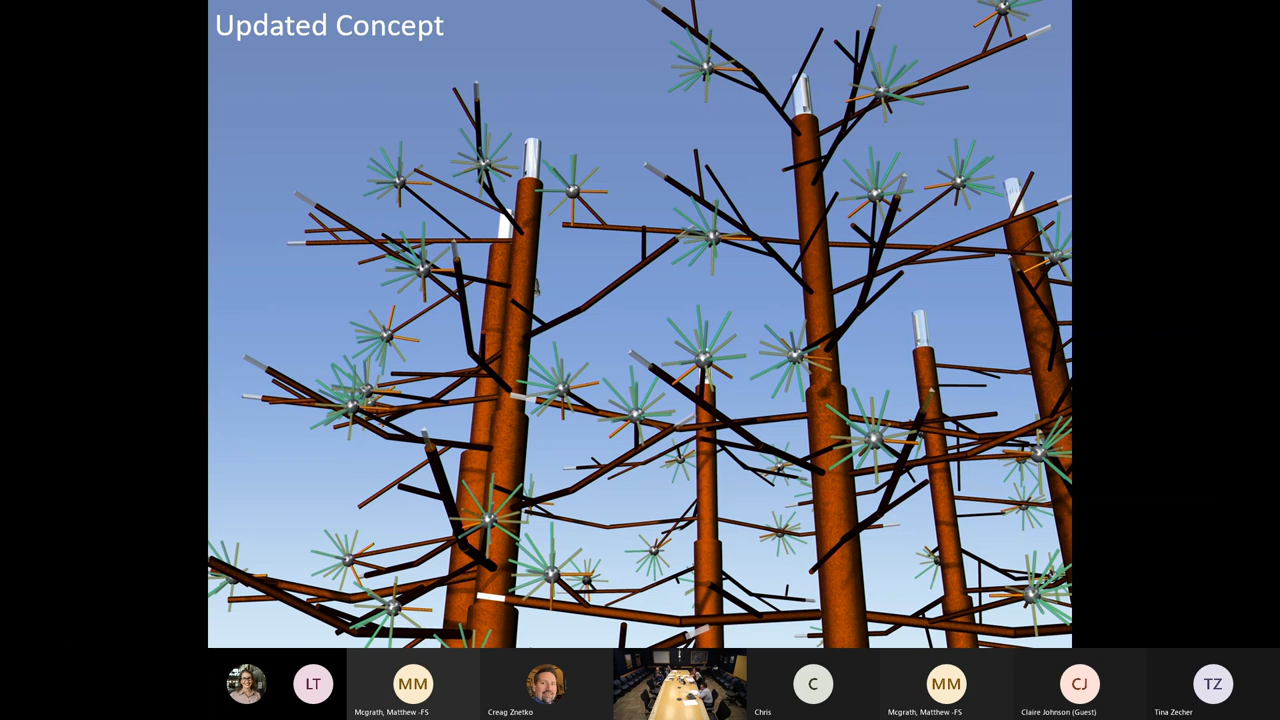 Updated Concept
LT
MM
C
MM
CJ
TZ
Mcgrath, Matthew -FS
Creag Znetko
Chris
Mcgrath, Matthew -FS
Claire Johnson (Guest)
Tina Zecher